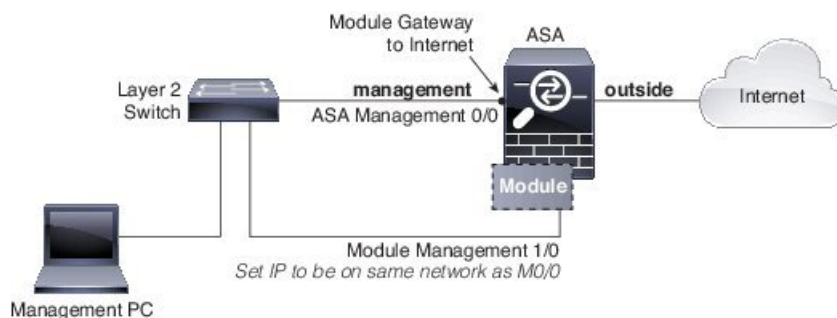 Module Gateway
to Internet
ASA
Layer 2
Switch
management
ASA Management 0/0
outside
Internet
Module
Module Management 1/0
Set IP to be on same network as M0/0
Management PC